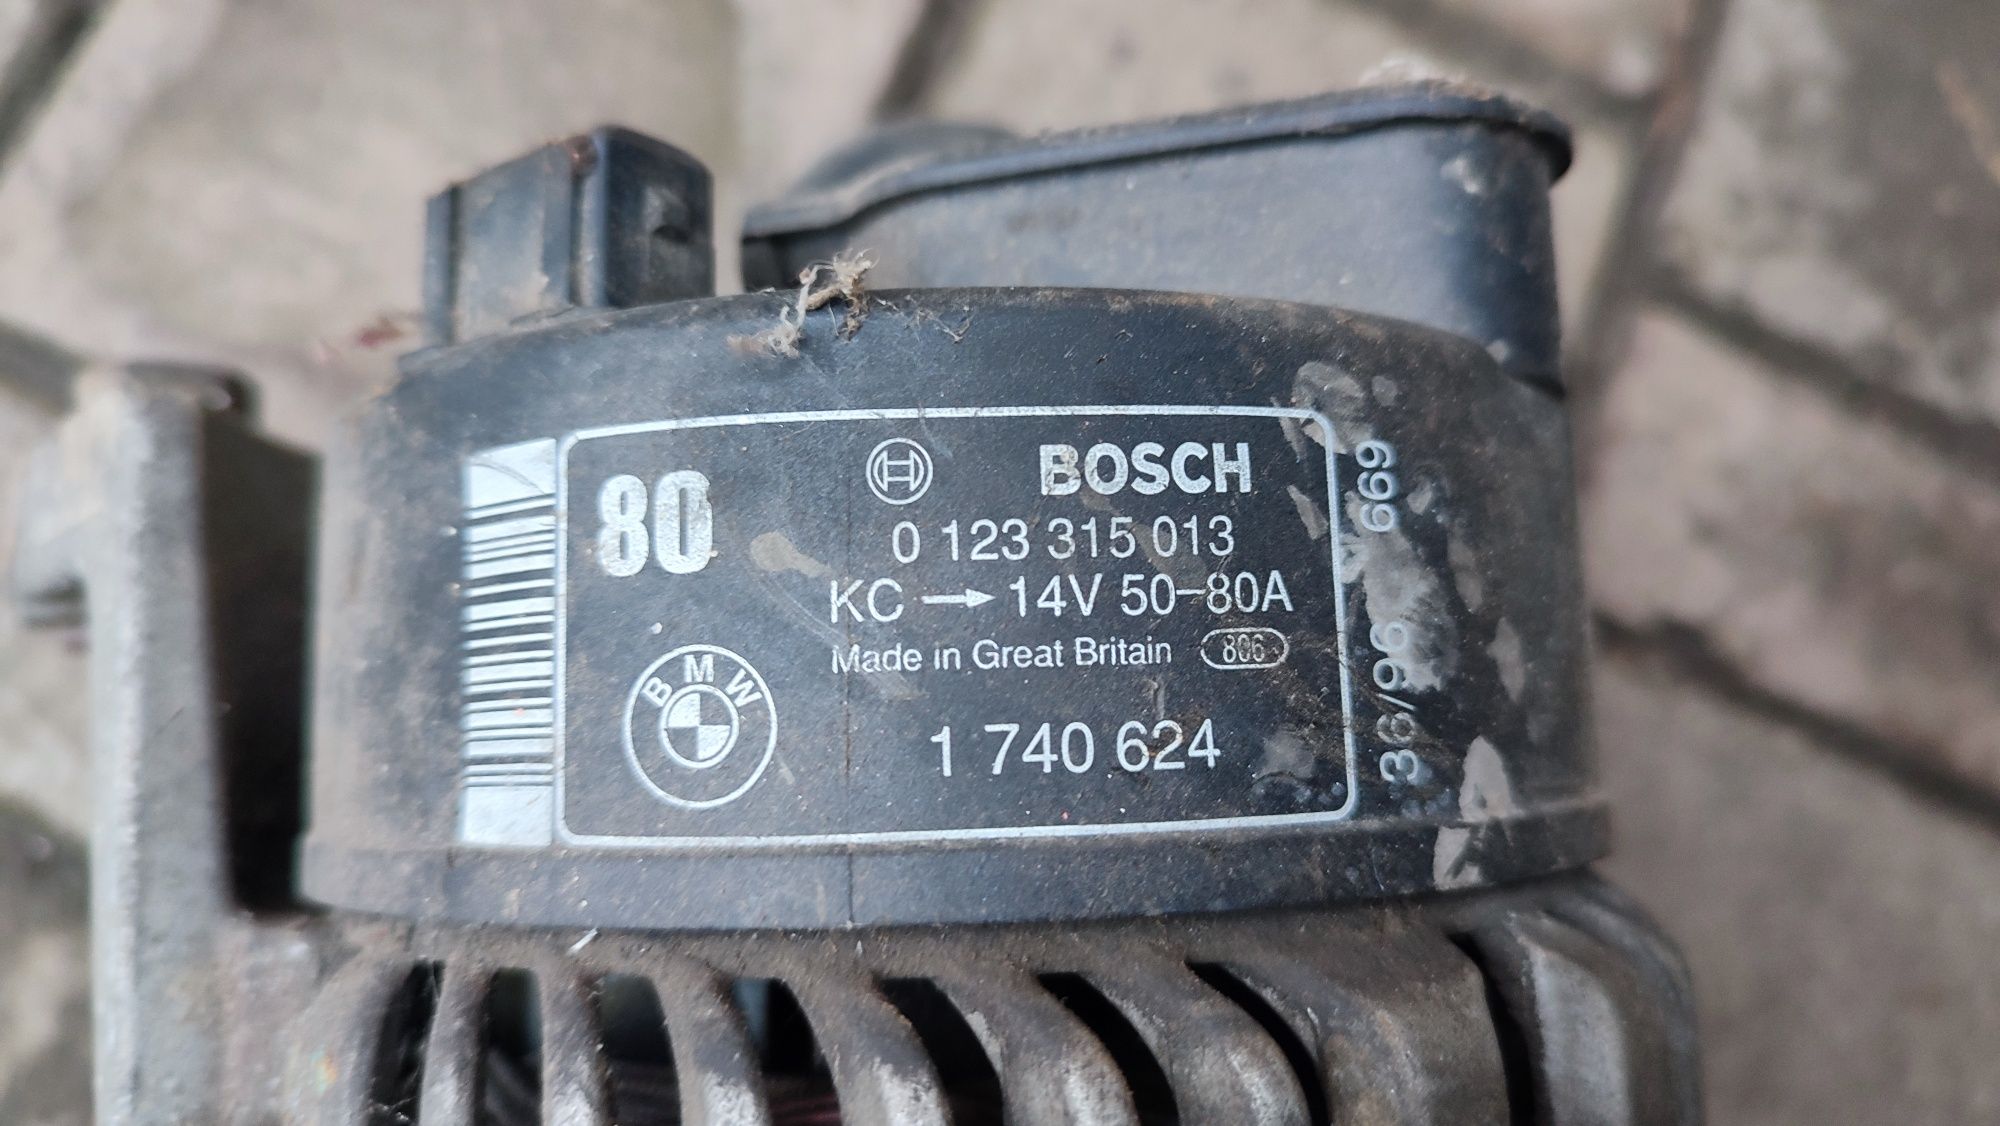 80
BOSCH
0 123 315 013
KC → 14V 50-80A
Made in Great Britain 806
BMW
1 740 624
36/96 669